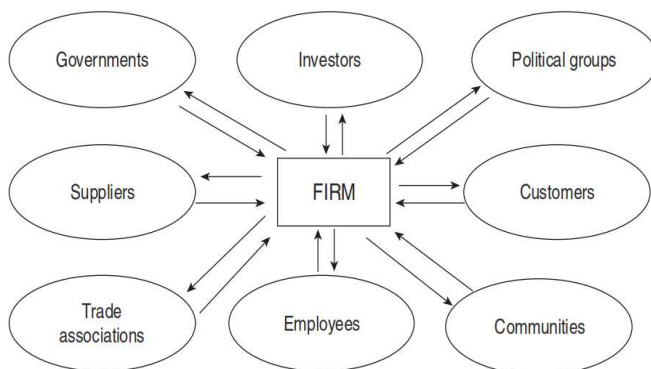 Governments
Investors
Political groups
Suppliers
FIRM
Customers
Trade
associations
Employees
Communities